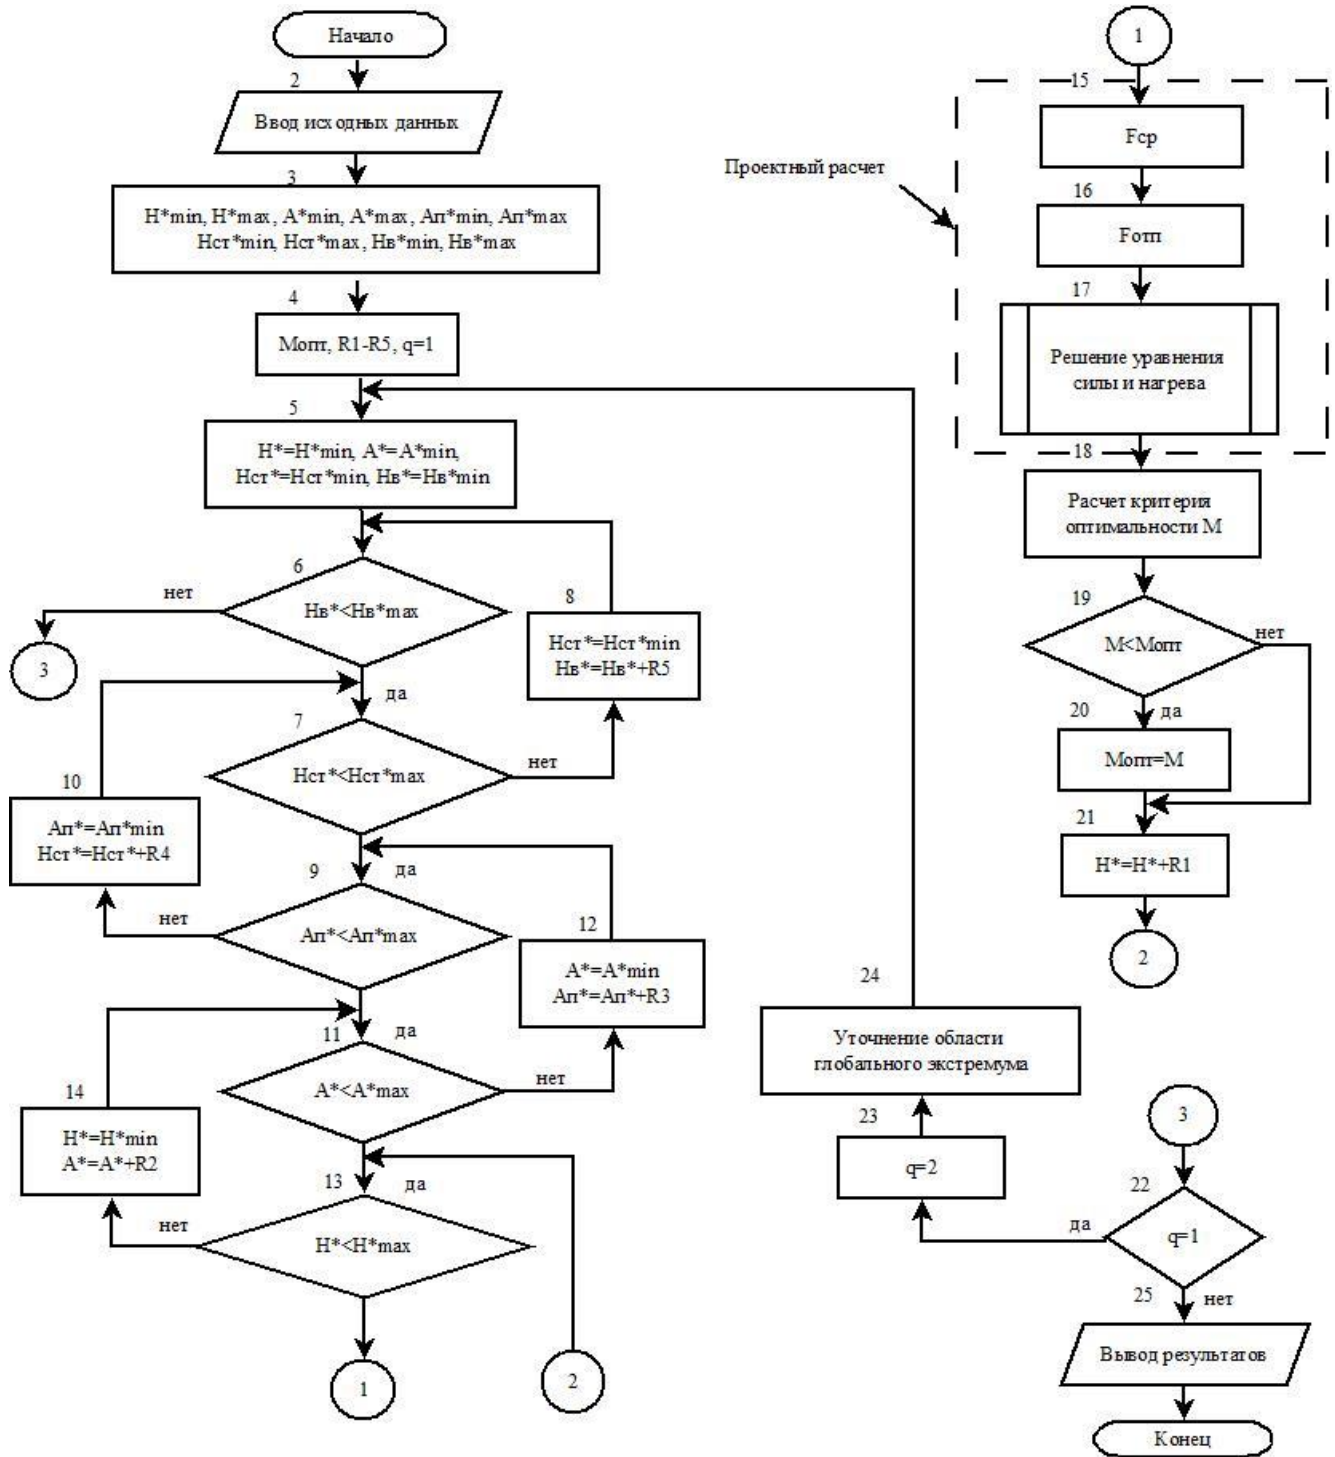 Начало
2
Ввод исходных данных
3
H*min, H*max, A*min, A*max, Aп*min, Aп*max
Hст*min, Hст*max, Hв*min, Hв*max
4
Mопт, R1-R5, q=1
5
H*=H*min, A*=A*min,
Hст*=Hст*min, Hв*=Hв*min
6
нет
Hв*<Hв*max
3
да
8
Hст*=Hст*min
Hв*=Hв*+R5
7
Hст*<Hст*max
нет
10
Aп*=Aп*min
Hст*=Hст*+R4
9
да
нет
Aп*<Aп*max
12
A*=A*min
Aп*=Aп*+R3
11
да
A*<A*max
нет
14
H*=H*min
A*=A*+R2
13
да
нет
H*<H*max
1
2
1
15
Проектный расчет
Fср
16
Fотп
17
Решение уравнения
силы и нагрева
18
Расчет критерия
оптимальности M
19
M<Mопт
нет
20
да
Mопт=M
21
H*=H*+R1
2
24
Уточнение области
глобального экстремума
23
q=2
3
22
да
q=1
25
нет
Вывод результатов
Конец